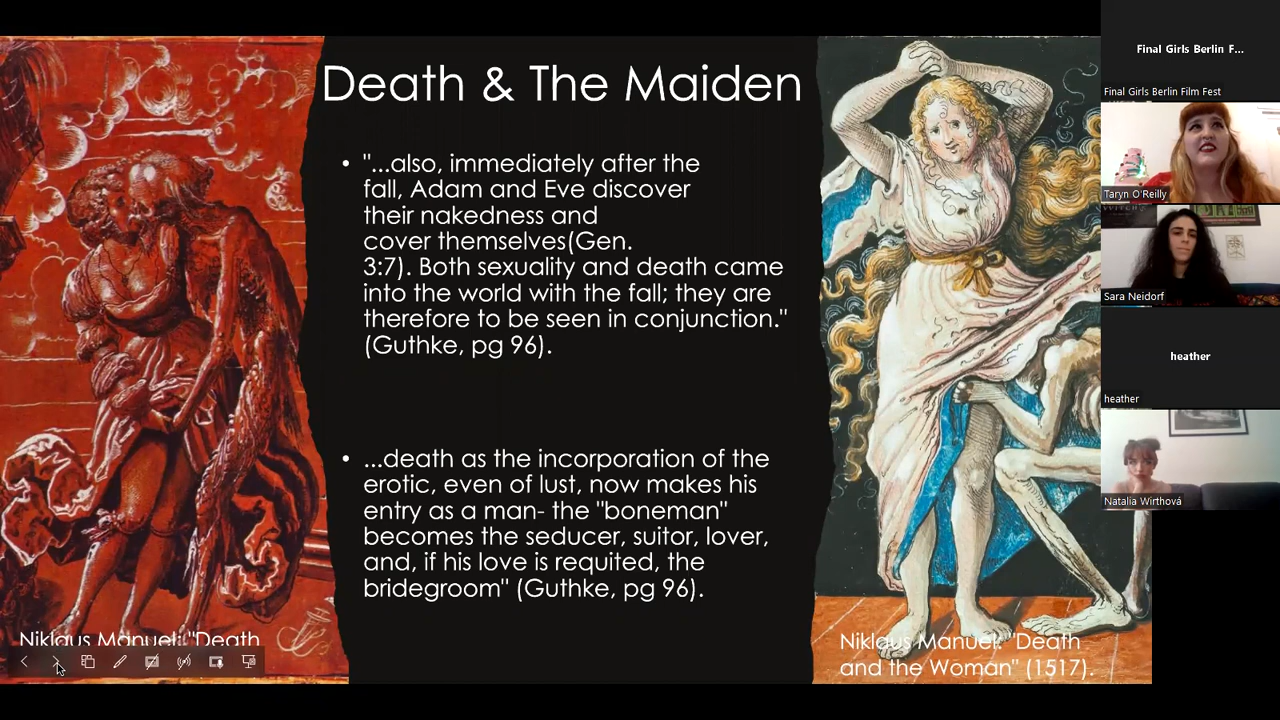 Death & The Maiden
• "...also, immediately after the
fall, Adam and Eve discover
their nakedness and
cover themselves(Gen.
3:7). Both sexuality and death came
into the world with the fall; they are
therefore to be seen in conjunction."
(Guthke, pg 96).
• ...death as the incorporation of the
erotic, even of lust, now makes his
entry as a man- the "boneman"
becomes the seducer, suitor, lover,
and, if his love is requited, the
bridegroom" (Guthke, pg 96).
Niklaus Manuel: "Death
Niklaus Manuel: "Death
and the Woman" (1517).
Final Girls Berlin F...
Final Girls Berlin Film Fest
Taryn O'Reilly
Sara Neidorf
heather
heather
Natalía Wirthová